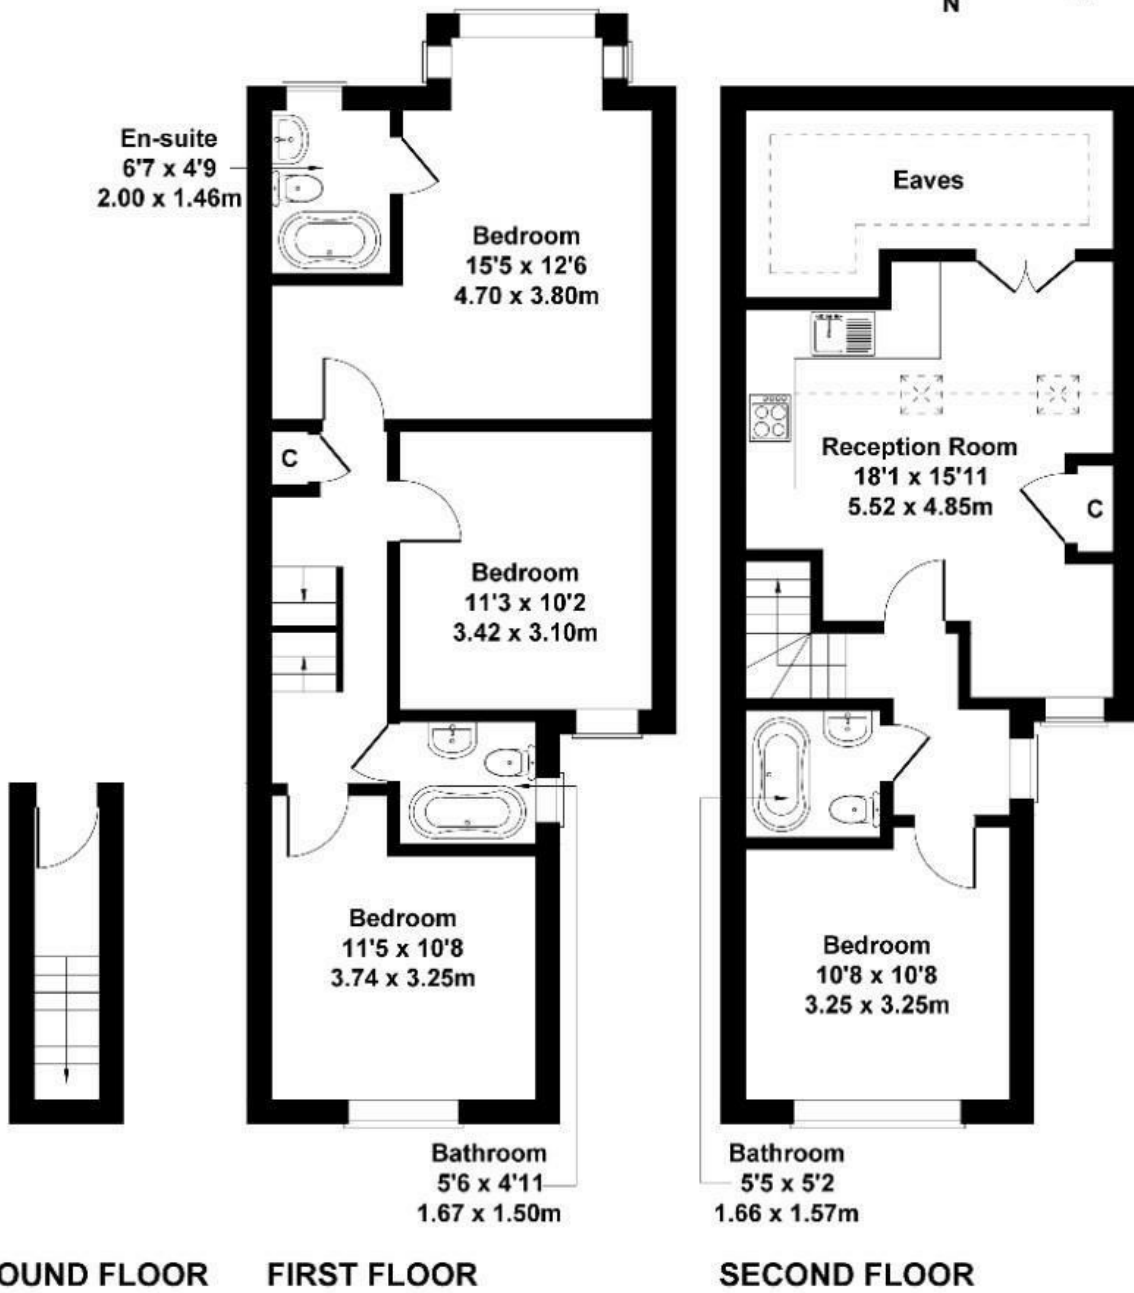 N
En-suite
6'7 x 4'9
2.00 x 1.46m
Bedroom
15'5 x 12'6
4.70 x 3.80m
C
Bedroom
11'3 x 10'2
3.42 x 3.10m
Bedroom
11'5 x 10'8
3.74 x 3.25m
Bathroom
5'6 x 4'11
1.67 x 1.50m
Eaves
Reception Room
18'1 x 15'11
5.52 x 4.85m
C
Bedroom
10'8 x 10'8
3.25 x 3.25m
Bathroom
5'5 x 5'2
1.66 x 1.57m
OUND FLOOR
FIRST FLOOR
SECOND FLOOR